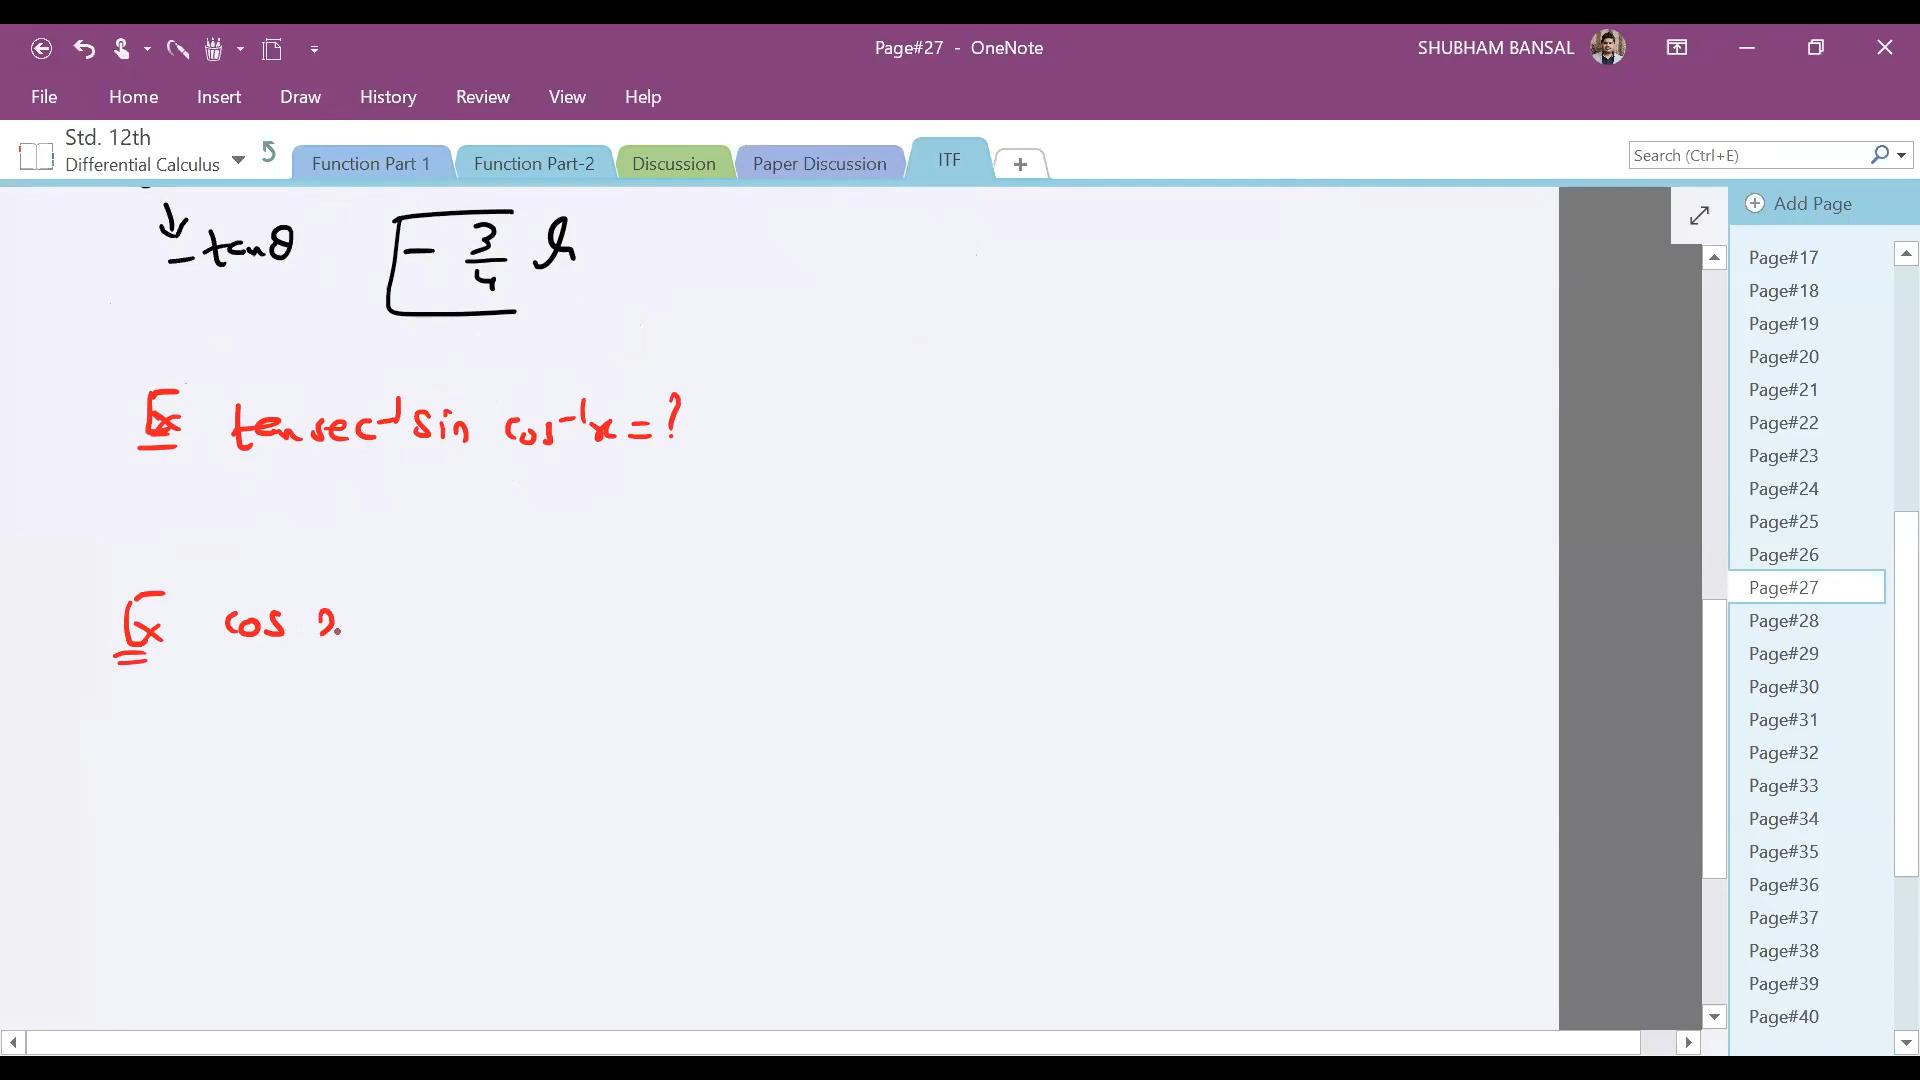 Page#27 - OneNote
SHUBHAM BANSAL
File Home Insert Draw History Review View Help
Std. 12th
Differential Calculus
Function Part 1
Function Part-2
Discussion
Paper Discussion
ITF
+
Search (Ctrl+E)
Add Page
- tanθ
- 3/4
Ex tan sec⁻¹ sin cos⁻¹x = ?
Ex cos
Page#17
Page#18
Page#19
Page#20
Page#21
Page#22
Page#23
Page#24
Page#25
Page#26
Page#27
Page#28
Page#29
Page#30
Page#31
Page#32
Page#33
Page#34
Page#35
Page#36
Page#37
Page#38
Page#39
Page#40